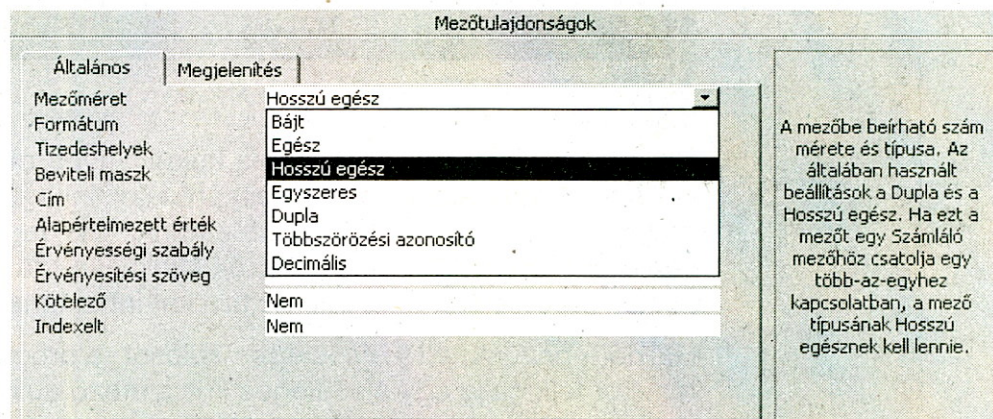 Mezőtulajdonságok
Általános
Megjelenítés
Mezőméret
Hosszú egész
Formátum
Bájt
Tizedeshelyek
Egész
Beviteli maszk
Hosszú egész
Cím
Egyszeres
Alapértelmezett érték
Dupla
Érvényességi szabály
Többszörözési azonosító
Érvényesítési szöveg
Decimális
Kötelező
Nem
Indexelt
Nem
A mezőbe beírható szám
mérete és típusa. Az
általában használt
beállítások a Dupla és a
Hosszú egész. Ha ezt a
mezőt egy Számláló
mezőhöz csatolja egy
több-az-egyhez
kapcsolatban, a mező
típusának Hosszú
egésznek kell lennie.